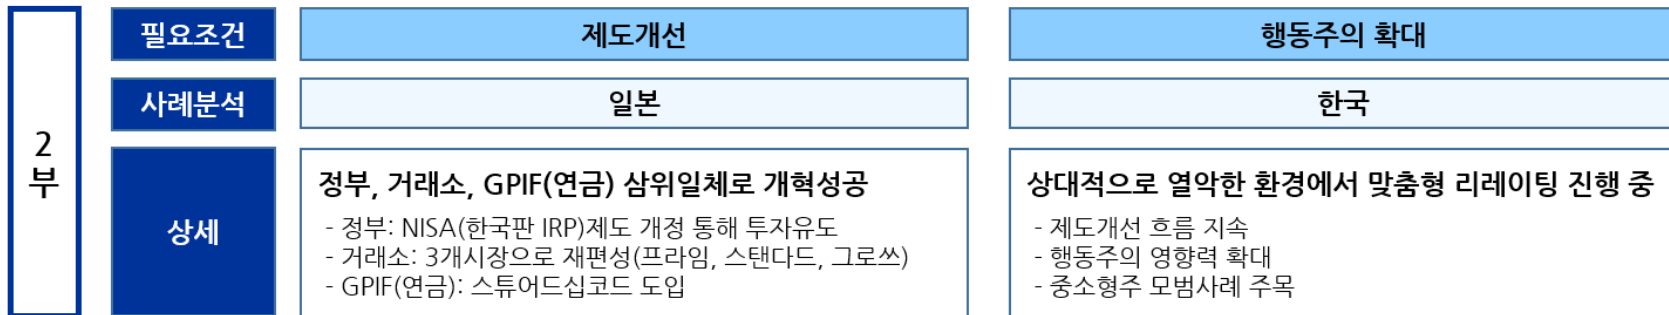 2
부
필요조건
제도개선
행동주의 확대
사례분석
일본
한국
상세
정부, 거래소, GPIF(연금) 삼위일체로 개혁성공
- 정부: NISA(한국판 IRP)제도 개정 통해 투자유도
- 거래소: 3개시장으로 재편성(프라임, 스탠다드, 그로쓰)
- GPIF(연금): 스튜어드십코드 도입
상대적으로 열악한 환경에서 맞춤형 리레이팅 진행 중
- 제도개선 흐름 지속
- 행동주의 영향력 확대
- 중소형주 모범사례 주목